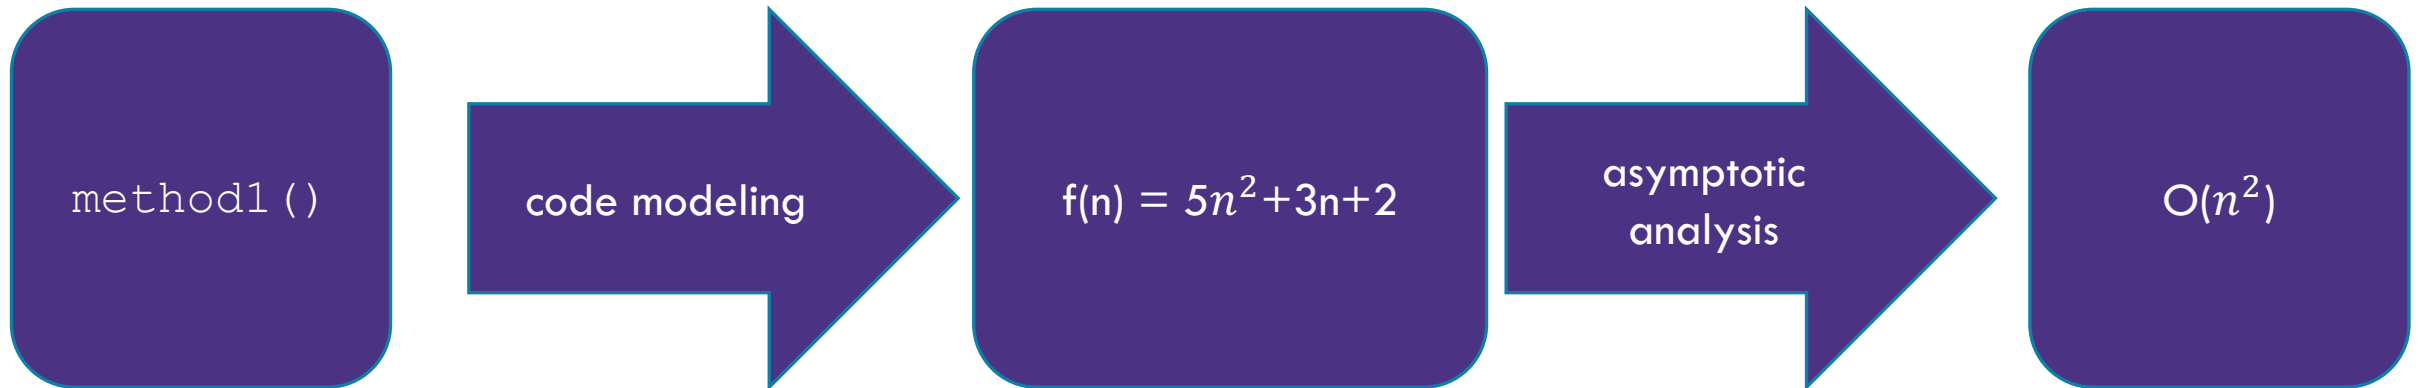 method1()
code modeling
f(n) = 5𝑛²+3n+2
asymptotic
analysis
O(𝑛²)